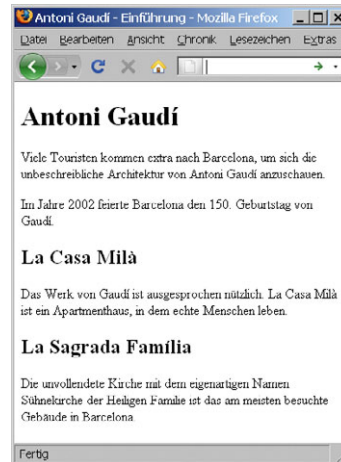 Antoni Gaudí - Einführung - Mozilla Firefox
Datei Bearbeiten Ansicht Chronik Lesezeichen Extras
Antoni Gaudí
Viele Touristen kommen extra nach Barcelona, um sich die
unbeschreibliche Architektur von Antoni Gaudí anzuschauen.
Im Jahre 2002 feierte Barcelona den 150. Geburtstag von
Gaudí.
La Casa Milà
Das Werk von Gaudí ist ausgesprochen nützlich. La Casa Milà
ist ein Apartmenthaus, in dem echte Menschen leben.
La Sagrada Família
Die unvollendete Kirche mit dem eigenartigen Namen
Sühnekirche der Heiligen Familie ist das am meisten besuchte
Gebäude in Barcelona.
Fertig